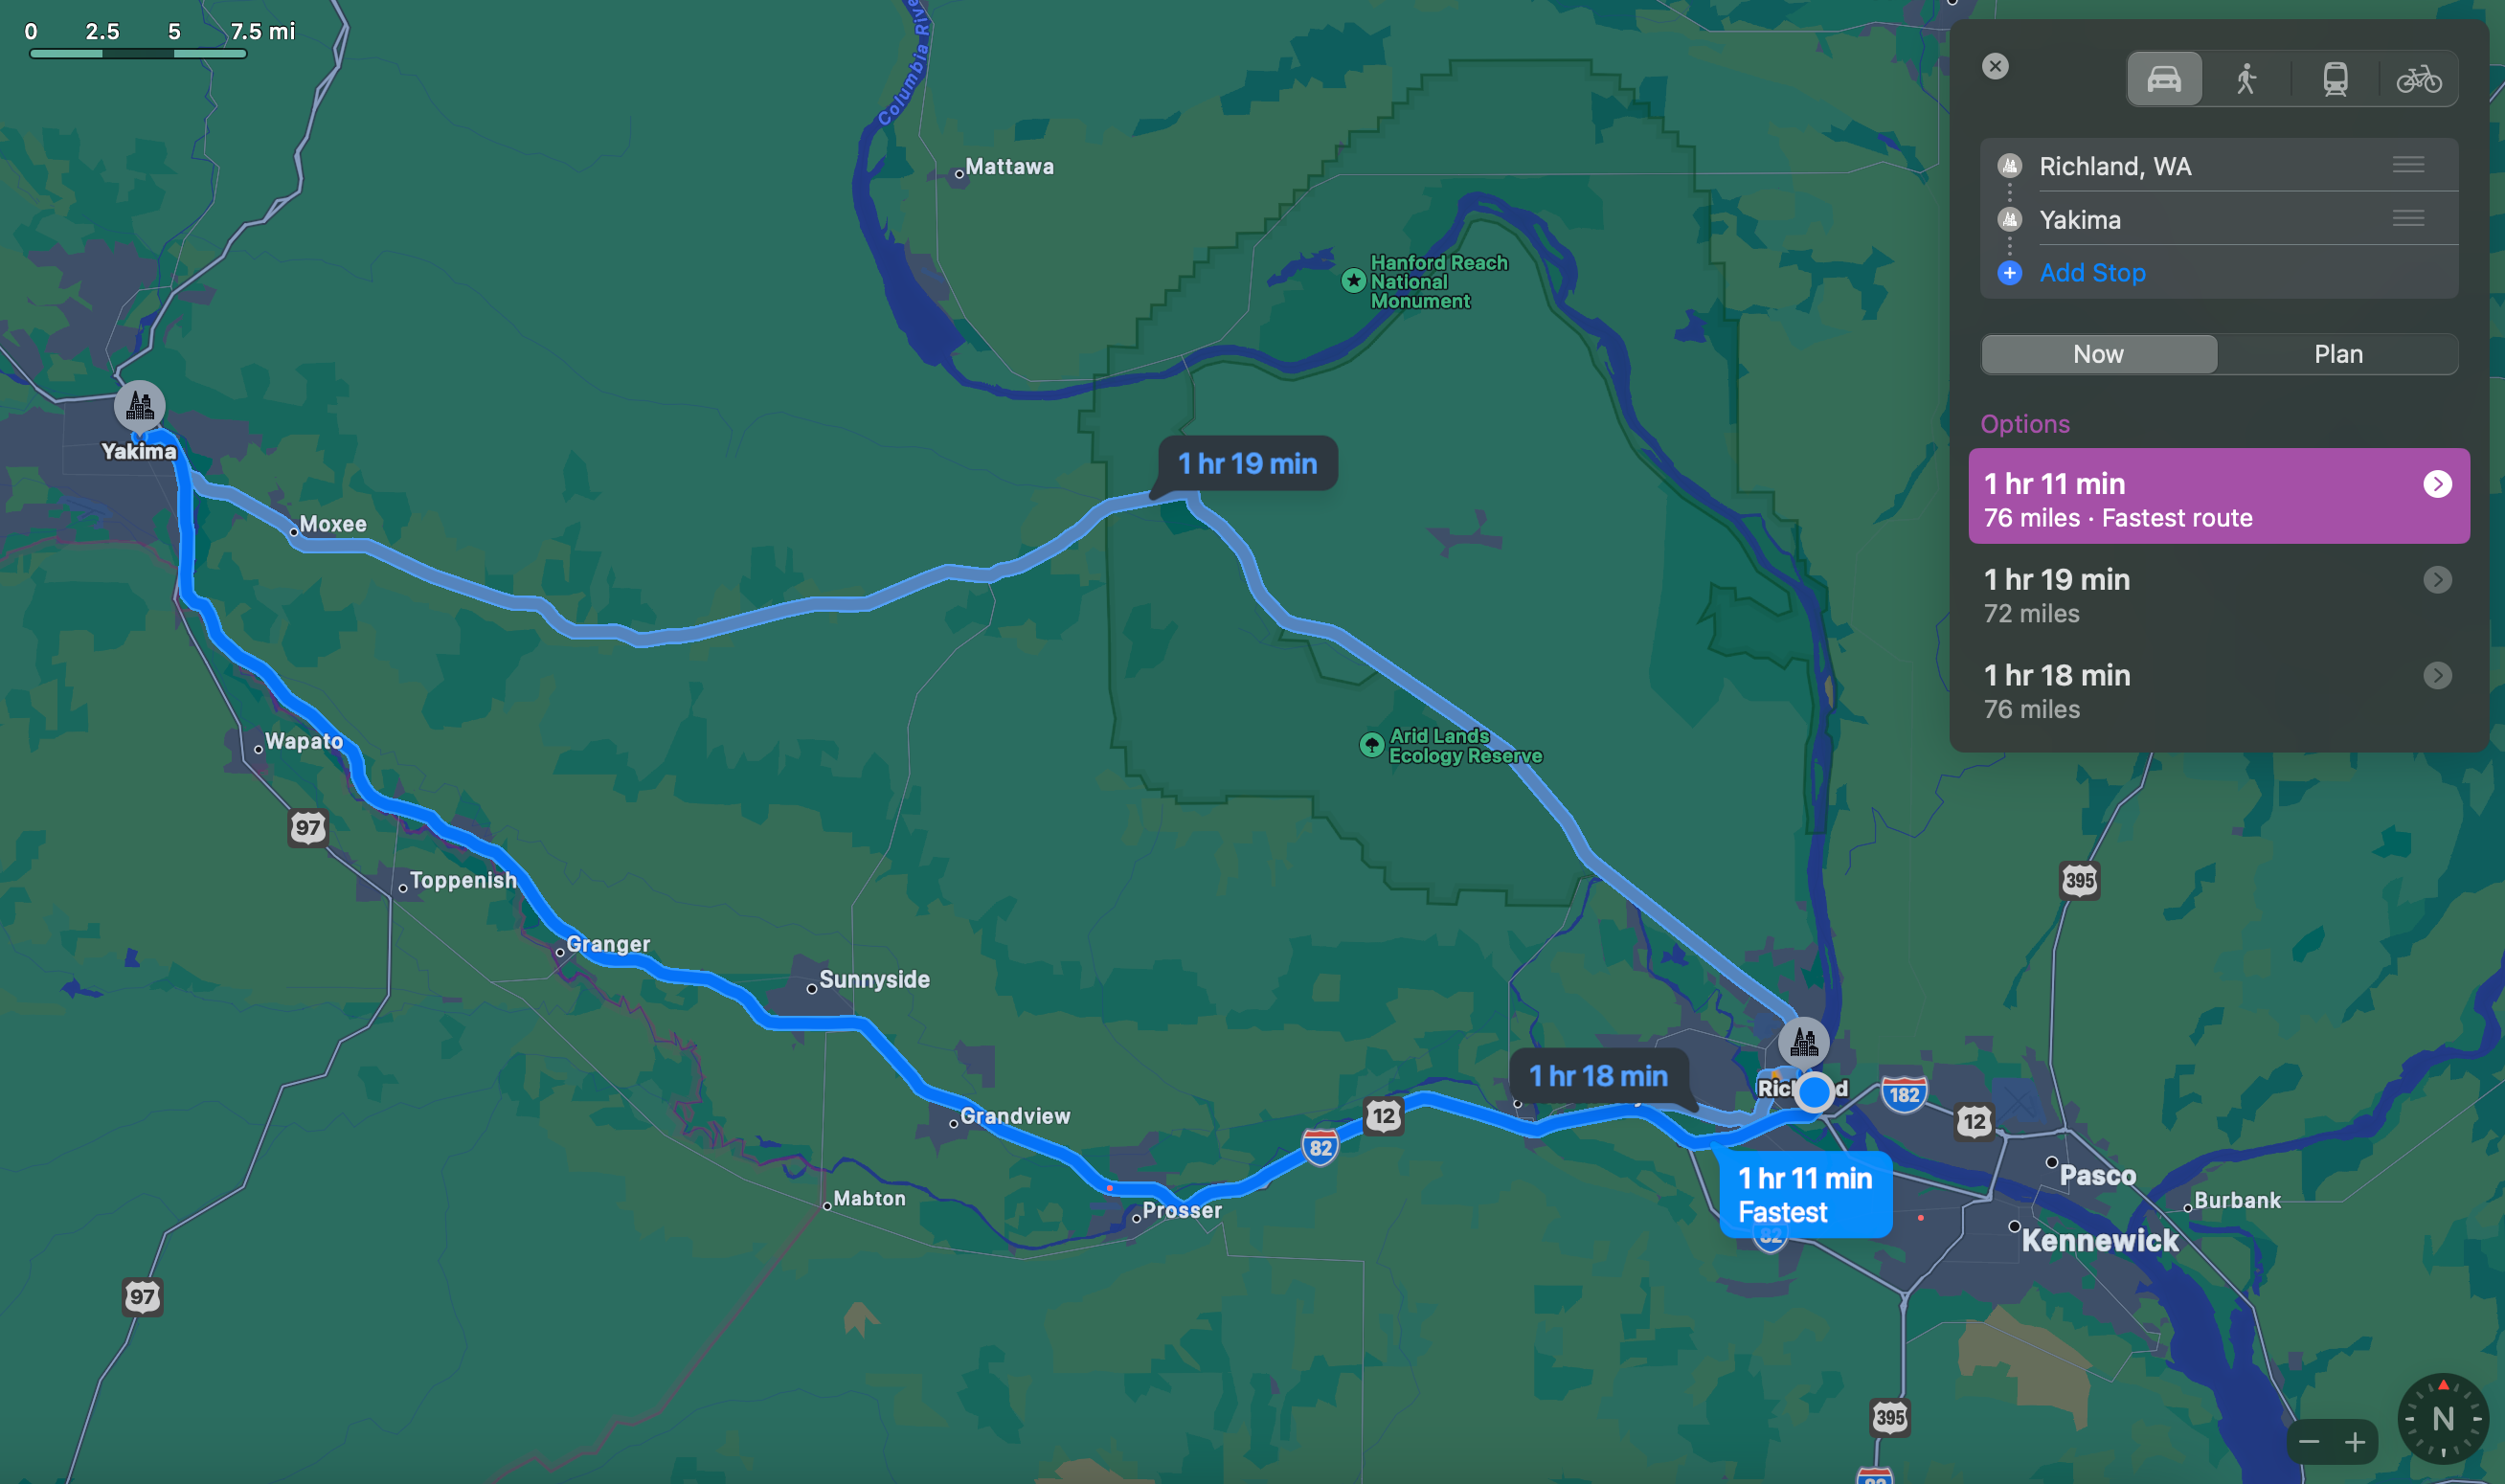 0 2.5 5 7.5 mi
Columbia River
Mattawa
Hanford Reach
National
Monument
Yakima
1 hr 19 min
Moxee
Arid Lands
Ecology Reserve
Wapato
97
Toppenish
Granger
Sunnyside
Grandview
Mabton
Prosser
82
12
1 hr 18 min
182
12
395
1 hr 11 min
Fastest
82
Pasco
Burbank
Kennewick
97
395
N
Richland, WA
Yakima
Add Stop
Now Plan
Options
1 hr 11 min
76 miles · Fastest route
1 hr 19 min
72 miles
1 hr 18 min
76 miles